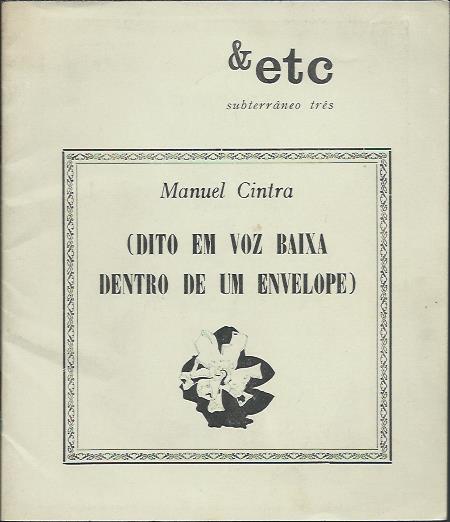 & etc
subterrâneo três
Manuel Cintra
(DITO EM VOZ BAIXA
DENTRO DE UM ENVELOPE)